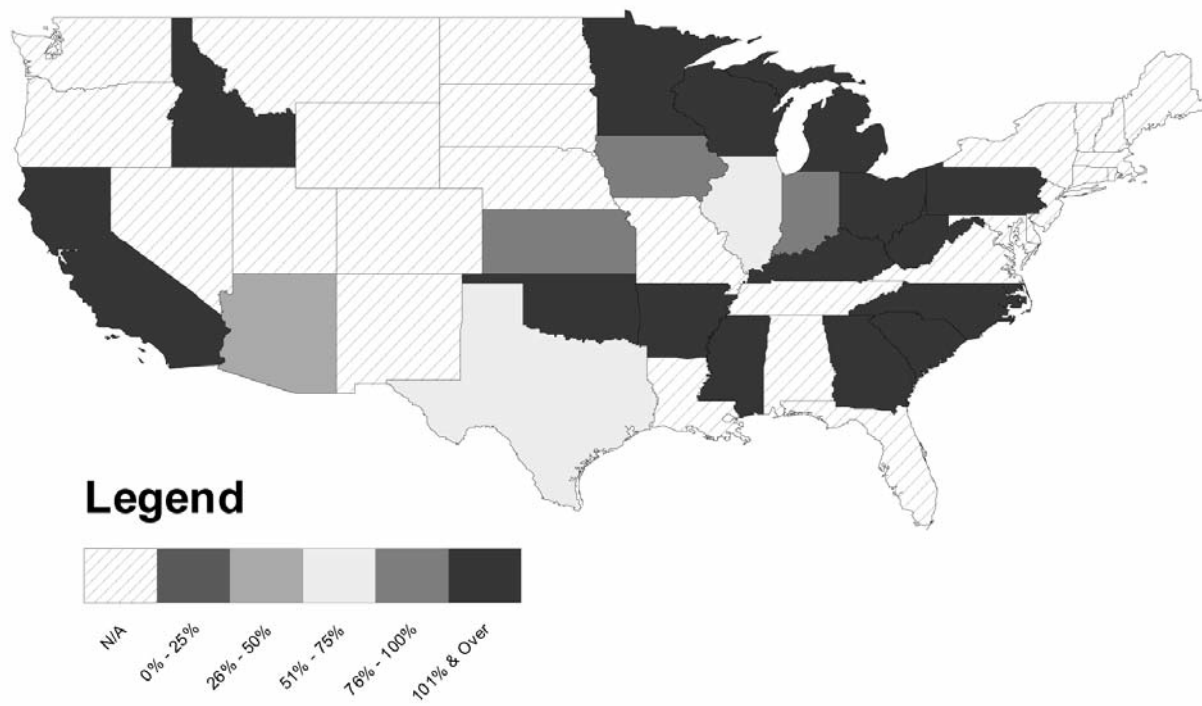 Legend
N/A
0% - 25%
26% - 50%
51% - 75%
76% - 100%
101% & Over